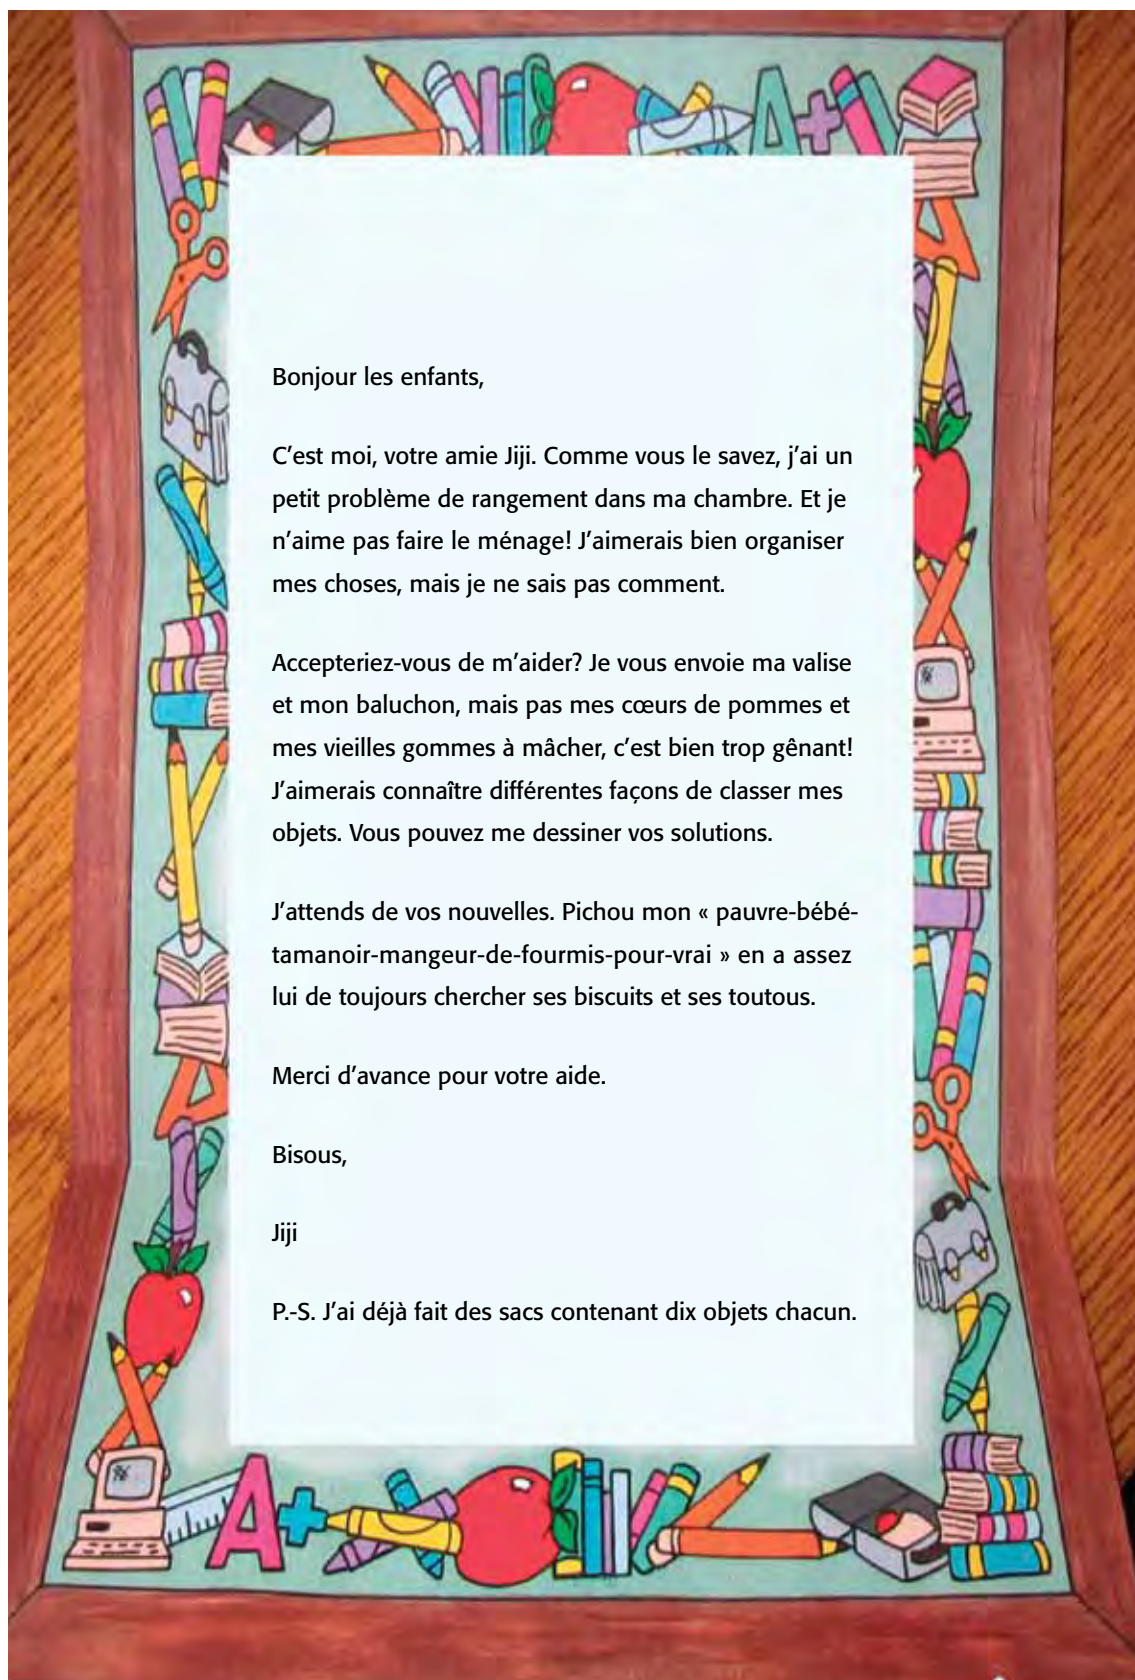 Bonjour les enfants,
C’est moi, votre amie Jiji. Comme vous le savez, j’ai un
petit problème de rangement dans ma chambre. Et je
n’aime pas faire le ménage! J’aimerais bien organiser
mes choses, mais je ne sais pas comment.
Accepteriez-vous de m’aider? Je vous envoie ma valise
et mon baluchon, mais pas mes cœurs de pommes et
mes vieilles gommes à mâcher, c’est bien trop gênant!
J’aimerais connaître différentes façons de classer mes
objets. Vous pouvez me dessiner vos solutions.
J’attends de vos nouvelles. Pichou mon « pauvre-bébé-
tamanoir-mangeur-de-fourmis-pour-vrai » en a assez
lui de toujours chercher ses biscuits et ses toutous.
Merci d’avance pour votre aide.
Bisous,
Jiji
P.-S. J’ai déjà fait des sacs contenant dix objets chacun.
A+
A+